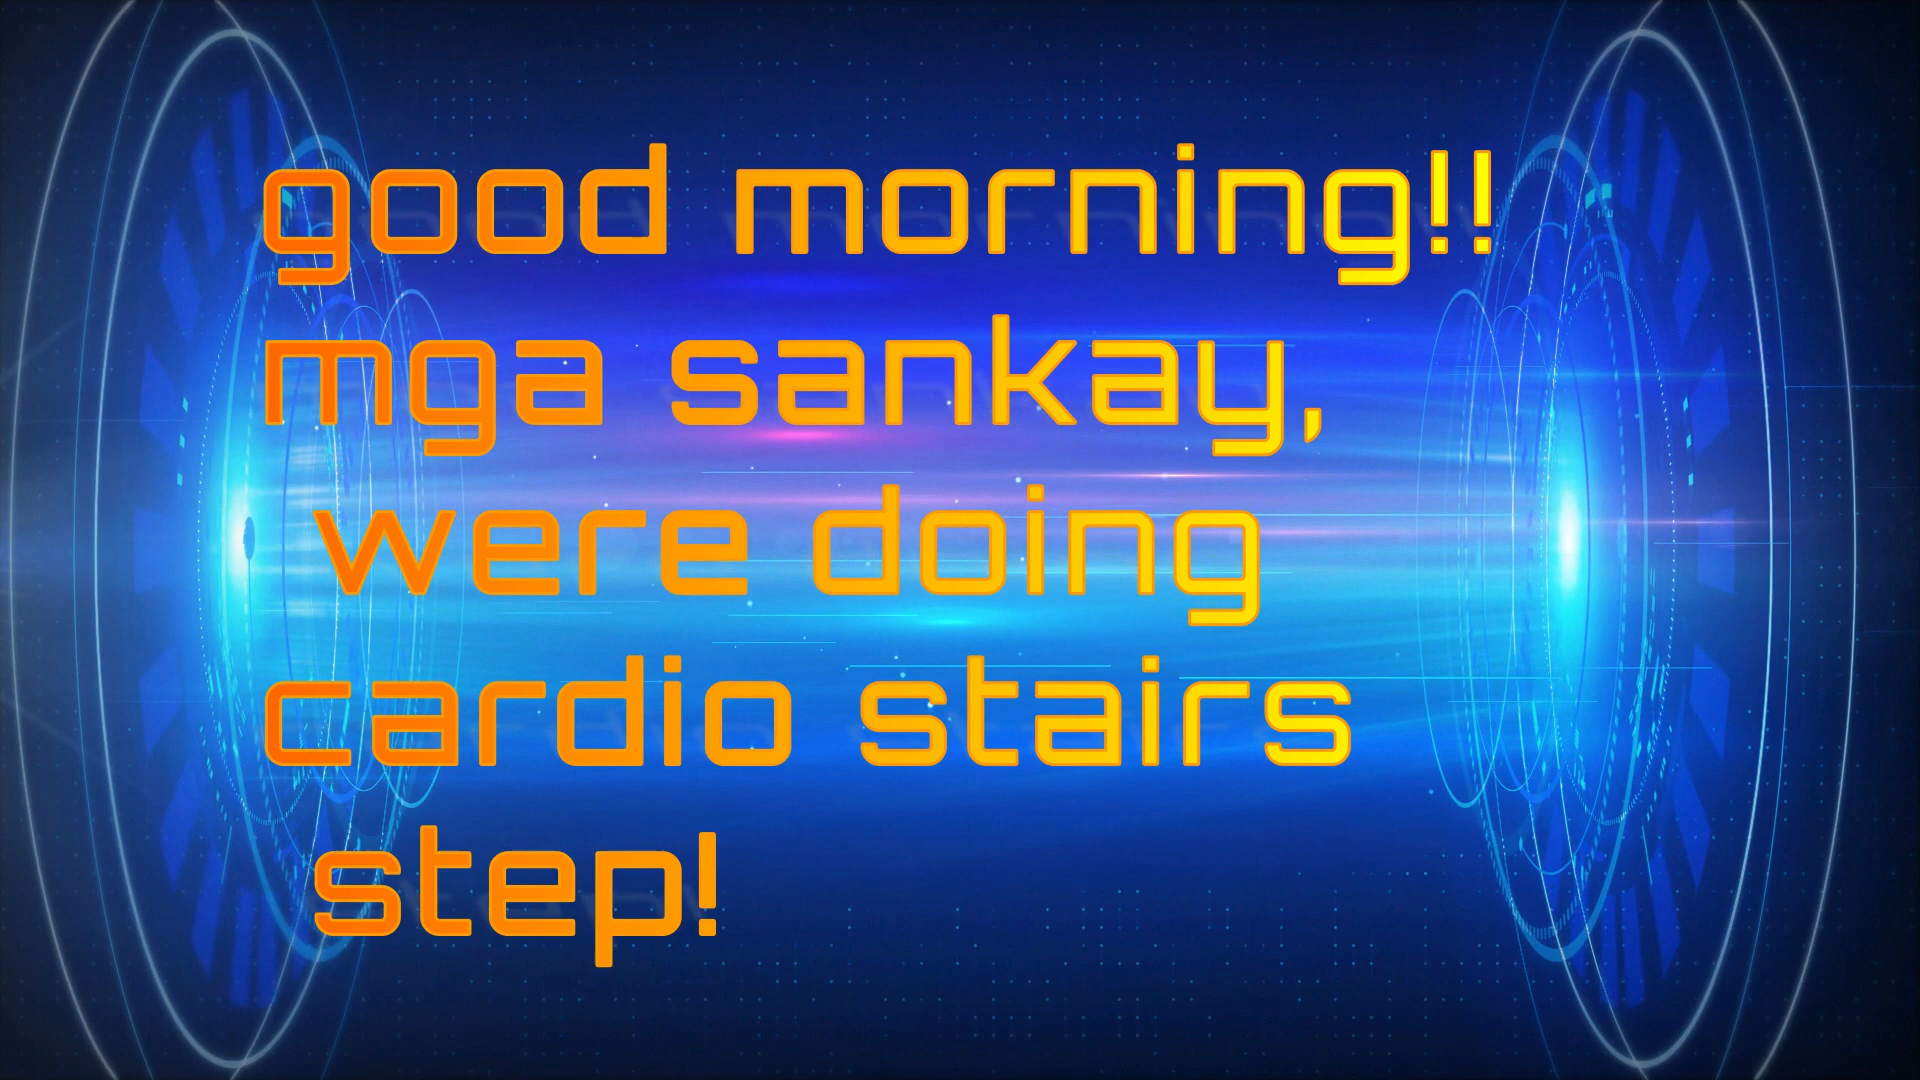 good morning!!
mga sankay,
were doing
cardio stairs
step!